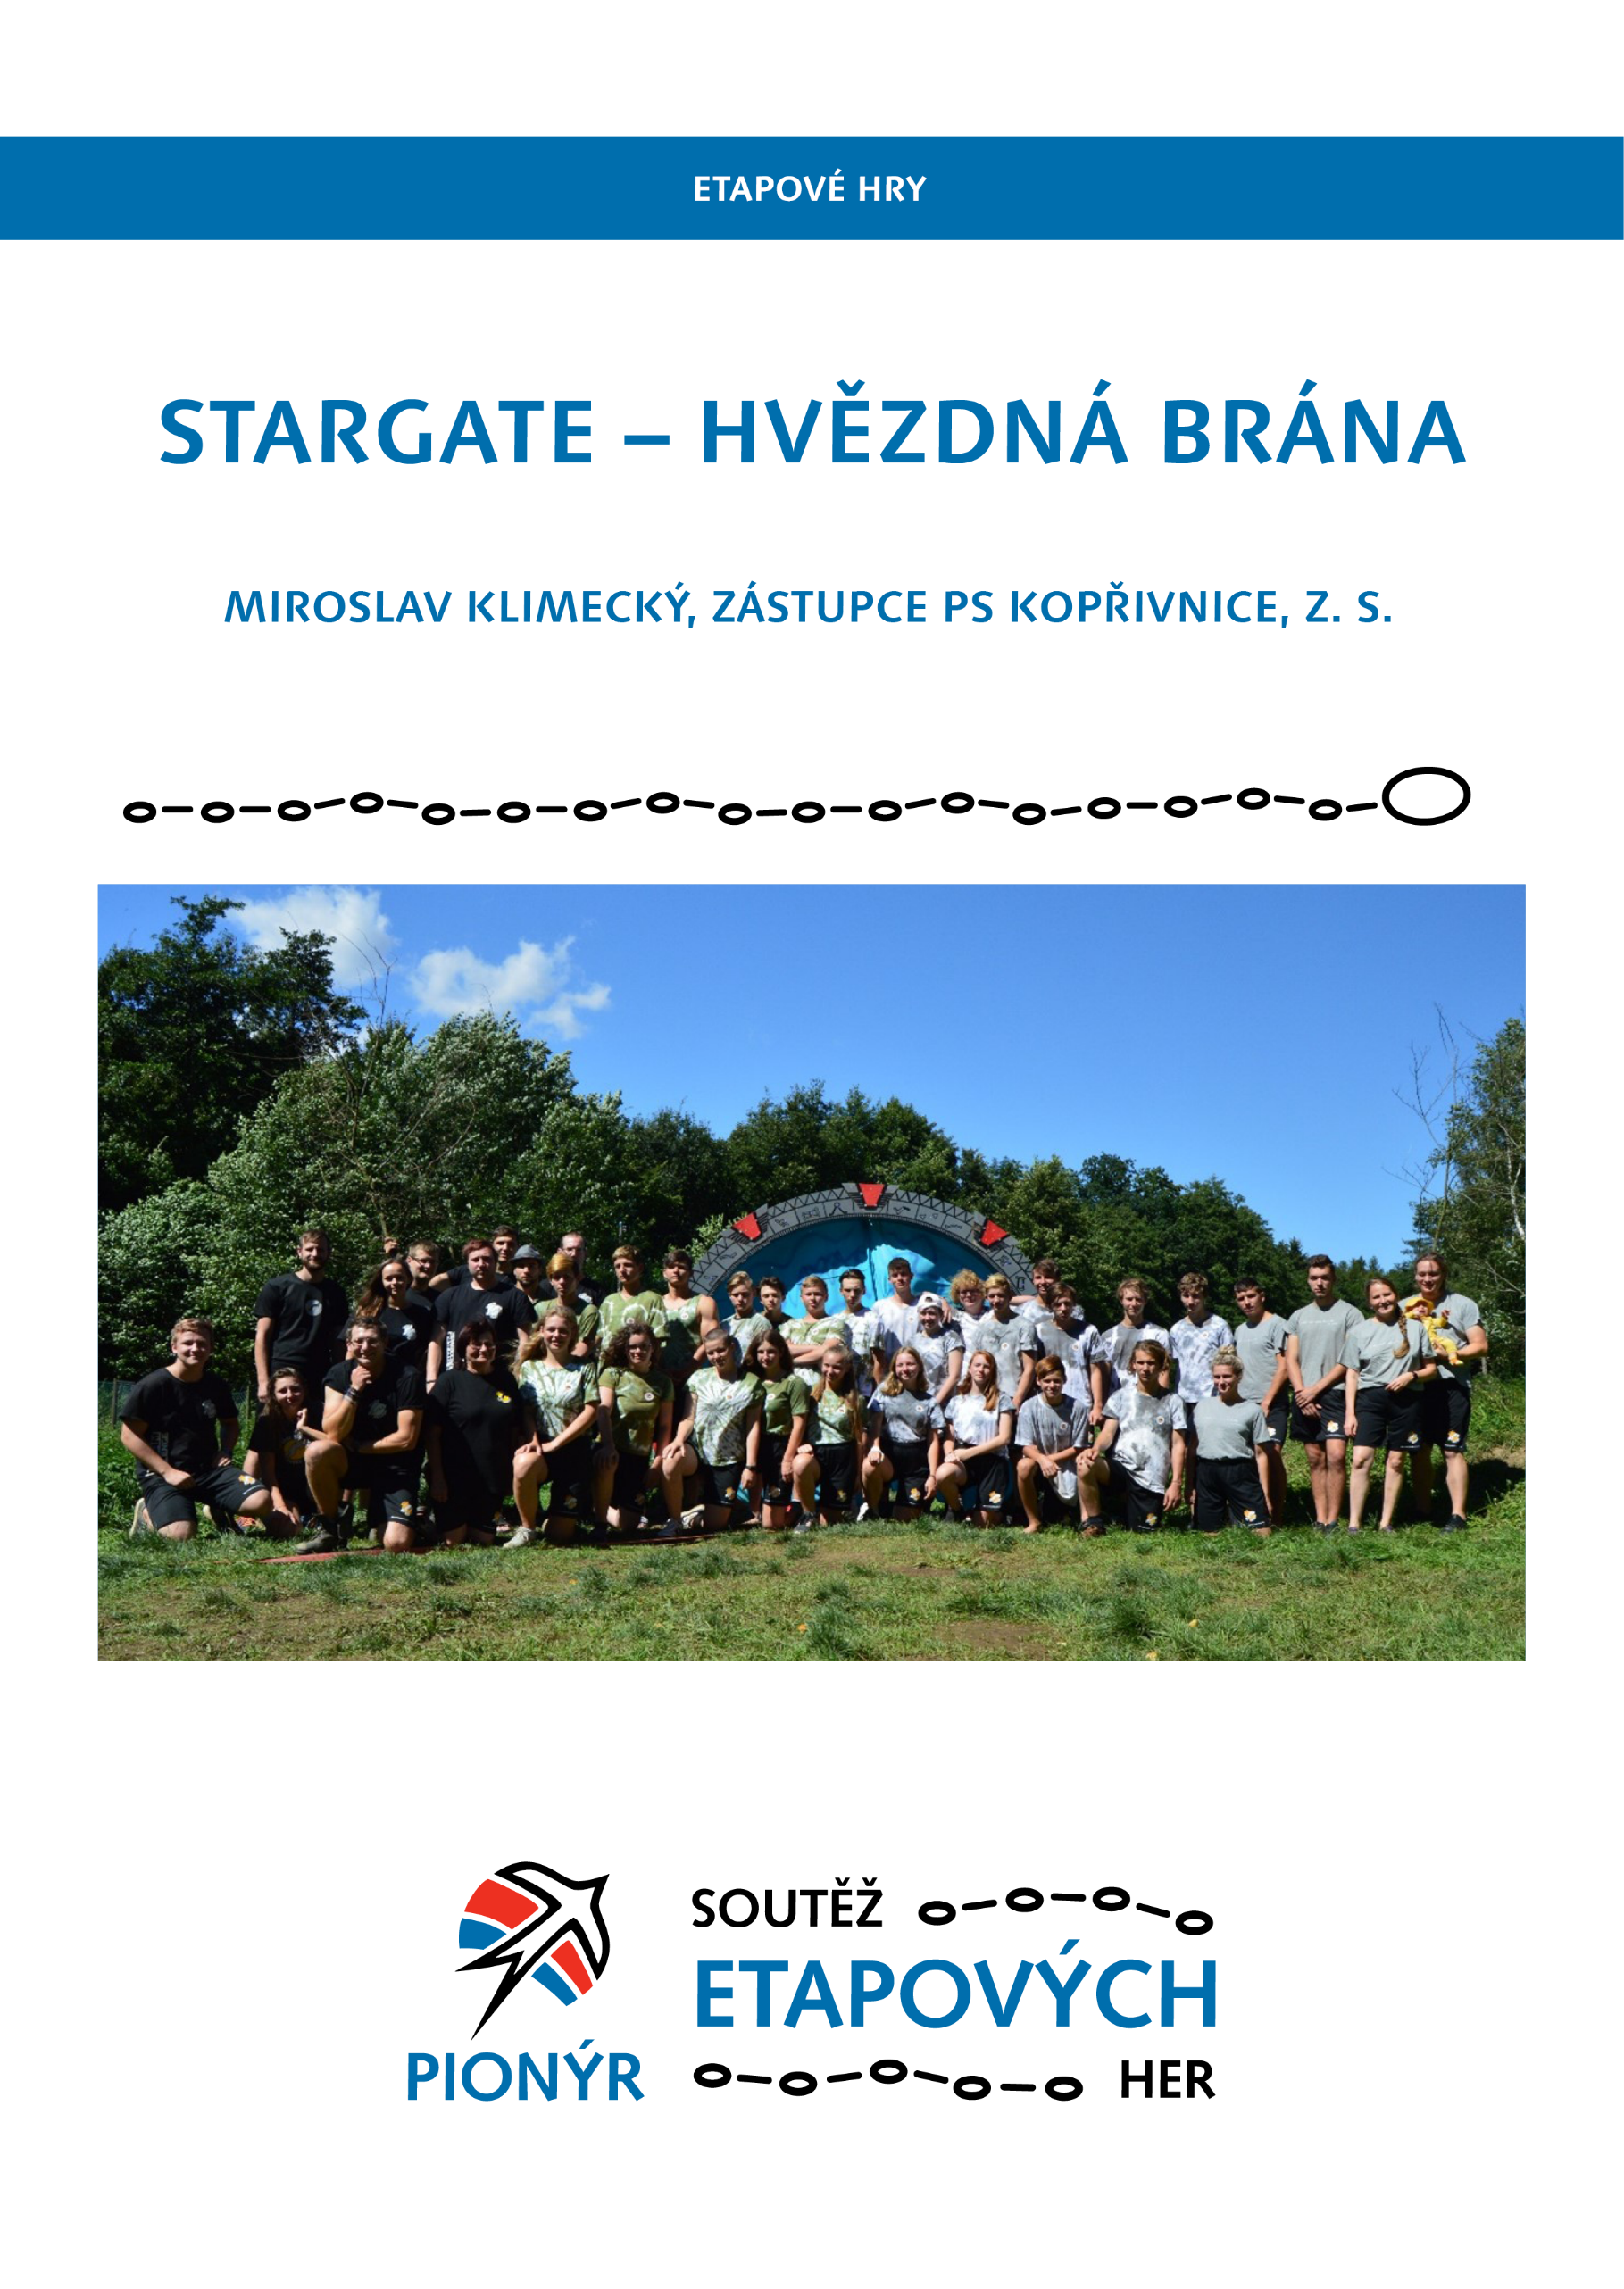 ETAPOVÉ HRY
STARGATE – HVĚZDNÁ BRÁNA
MIROSLAV KLIMECKÝ, ZÁSTUPCE PS KOPŘIVNICE, Z. S.
SOUTĚŽ
ETAPOVÝCH
HER
PIONÝR